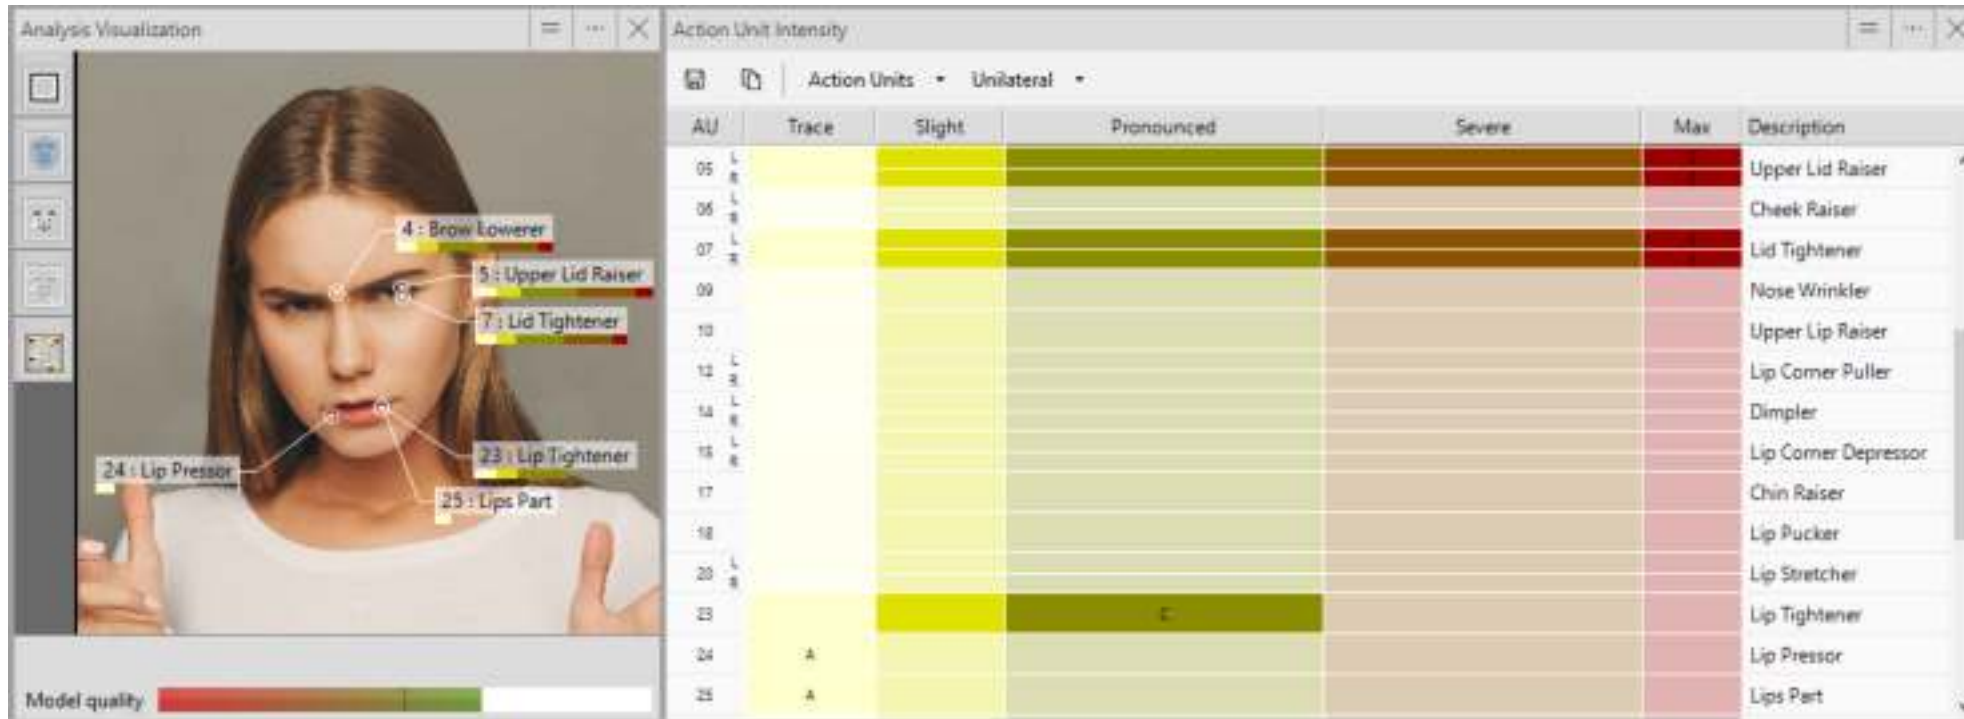 Analysis Visualization
4 : Brow Lowerer
5 : Upper Lid Raiser
7 : Lid Tightener
24 : Lip Pressor
23 : Lip Tightener
25 : Lips Part
Model quality
Action Unit Intensity
Action Units Unilateral
AU Trace Slight Pronounced Severe Max Description
05 L R Upper Lid Raiser
06 L R Cheek Raiser
07 L R Lid Tightener
09 Nose Wrinkler
10 Upper Lip Raiser
12 L R Lip Corner Puller
14 L R Dimpler
15 L R Lip Corner Depressor
17 Chin Raiser
18 Lip Pucker
20 L R Lip Stretcher
23 C Lip Tightener
24 A Lip Pressor
25 A Lips Part